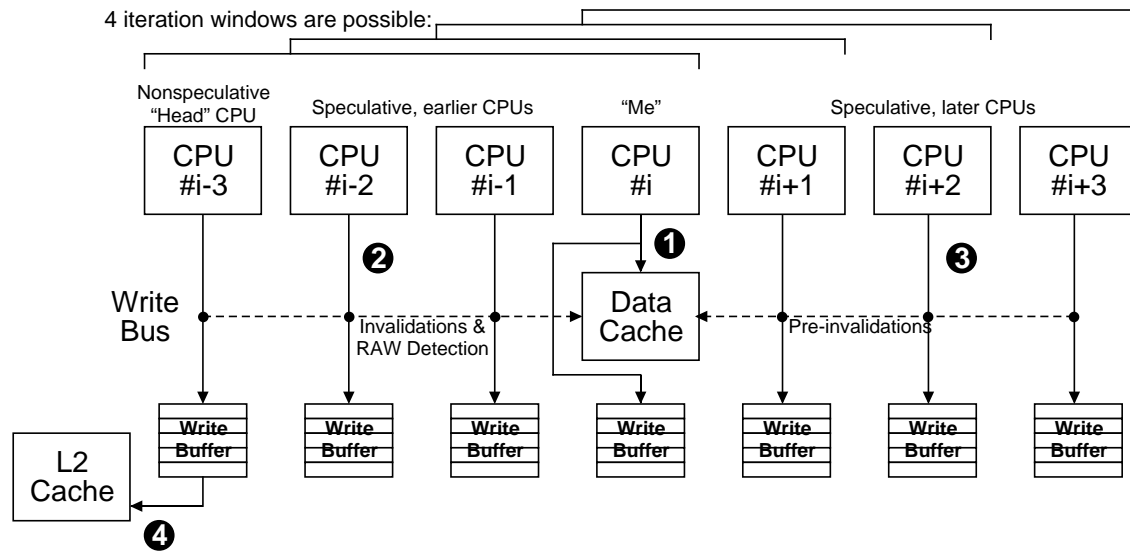 4 iteration windows are possible:
Nonspeculative
“Head” CPU
Speculative, earlier CPUs
“Me”
Speculative, later CPUs
CPU
#i-3
CPU
#i-2
CPU
#i-1
CPU
#i
CPU
#i+1
CPU
#i+2
CPU
#i+3
1
2
3
Write
Bus
Invalidations &
RAW Detection
Data
Cache
Pre-invalidations
Write
Buffer
Write
Buffer
Write
Buffer
Write
Buffer
Write
Buffer
Write
Buffer
Write
Buffer
L2
Cache
4